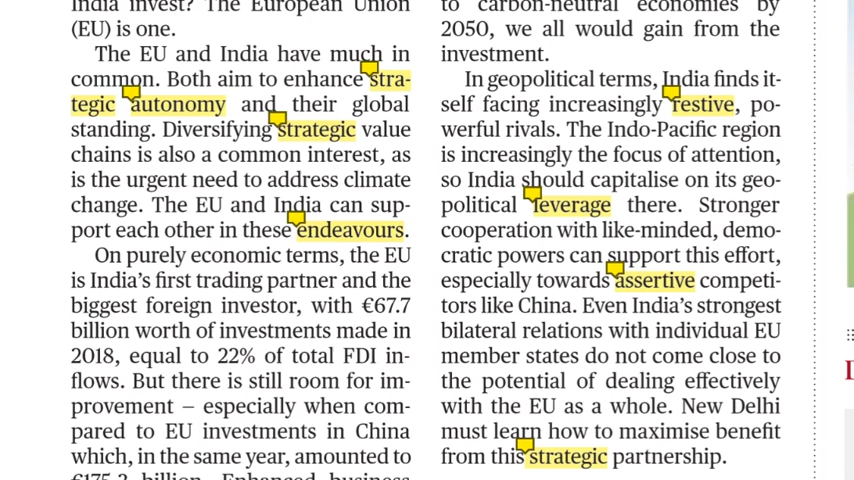 India invest? The European Union
(EU) is one.
The EU and India have much in
common. Both aim to enhance stra-
tegic autonomy and their global
standing. Diversifying strategic value
chains is also a common interest, as
is the urgent need to address climate
change. The EU and India can sup-
port each other in these endeavours.
On purely economic terms, the EU
is India's first trading partner and the
biggest foreign investor, with €67.7
billion worth of investments made in
2018, equal to 22% of total FDI in-
flows. But there is still room for im-
provement – especially when com-
pared to EU investments in China
which, in the same year, amounted to
billion. Enhanced business
to carbon-neutral economies by
2050, we all would gain from the
investment.
In geopolitical terms, India finds it-
self facing increasingly restive, po-
werful rivals. The Indo-Pacific region
is increasingly the focus of attention,
so India should capitalise on its geo-
political leverage there. Stronger
cooperation with like-minded, demo-
cratic powers can support this effort,
especially towards assertive competi-
tors like China. Even India's strongest
bilateral relations with individual EU
member states do not come close to
the potential of dealing effectively
with the EU as a whole. New Delhi
must learn how to maximise benefit
from this strategic partnership.